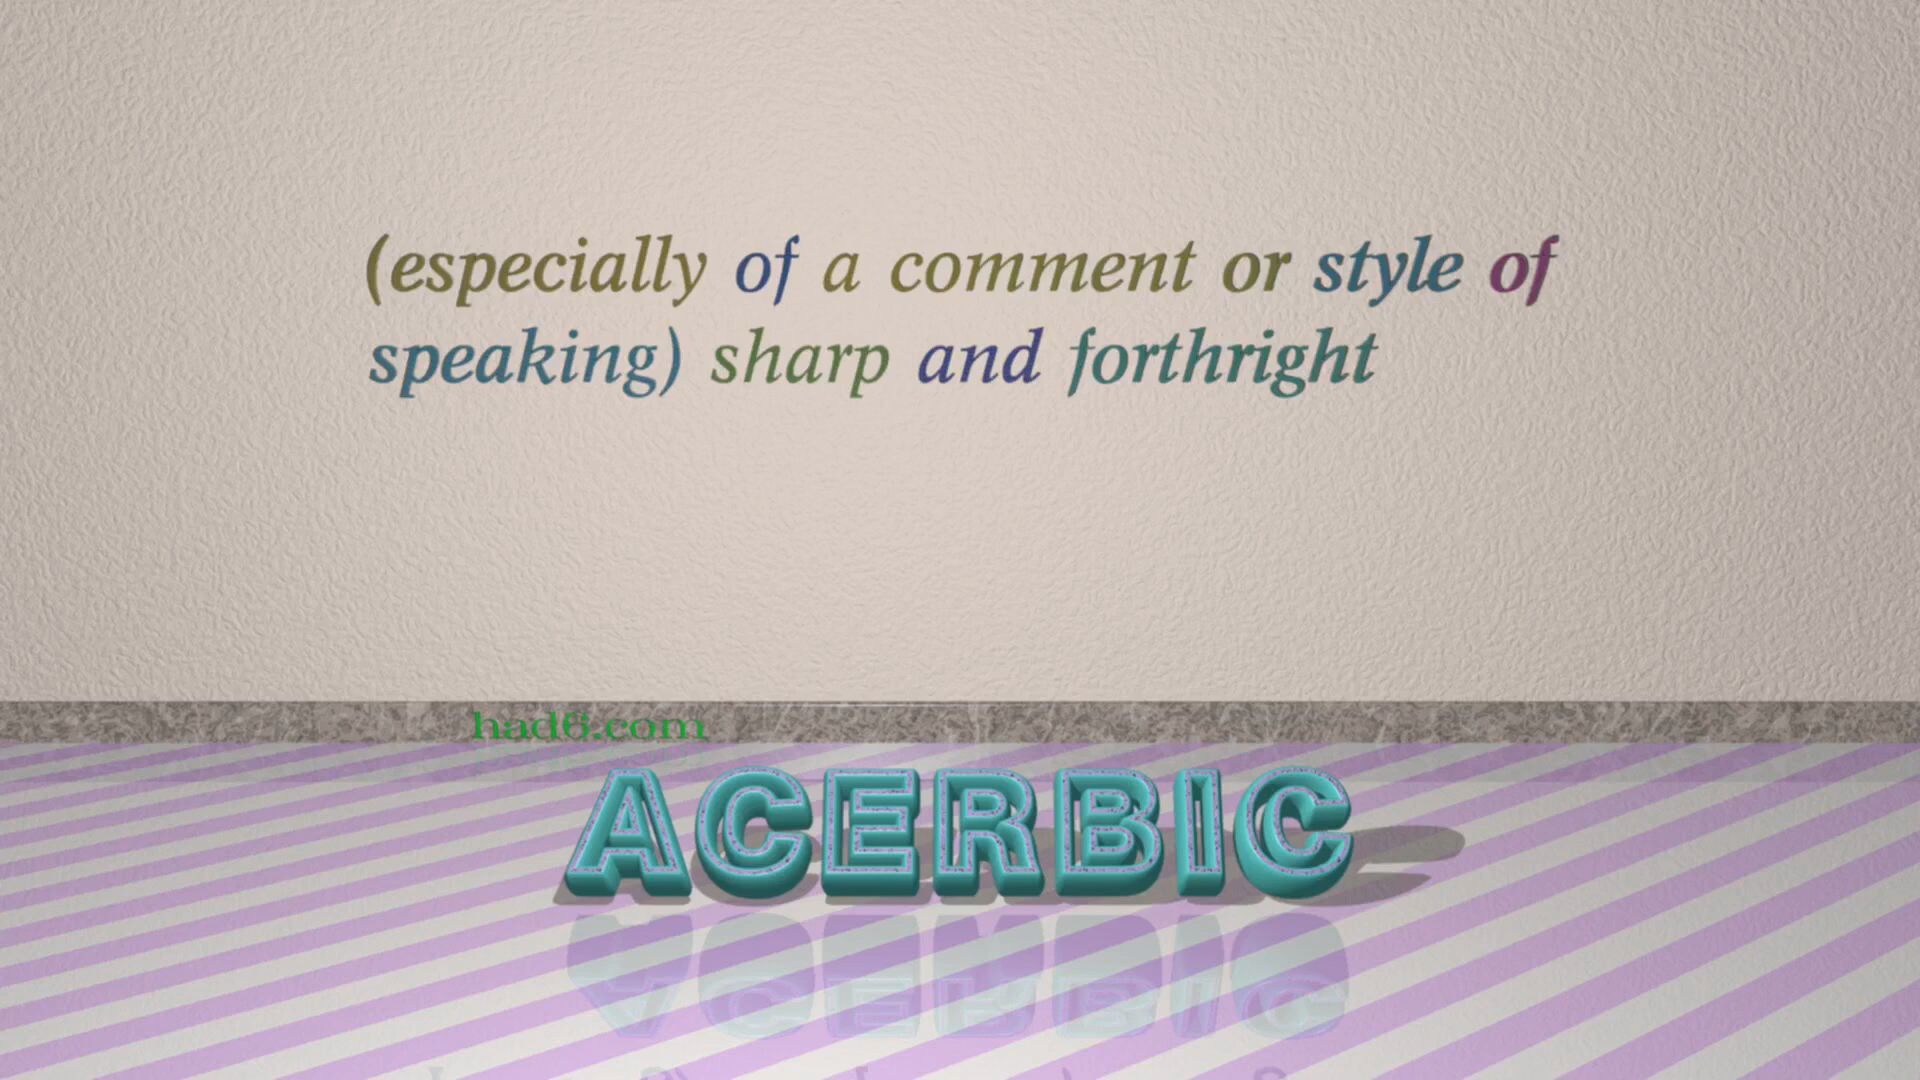 (especially of a comment or style of
speaking) sharp and forthright
had6.com
ACERBIC